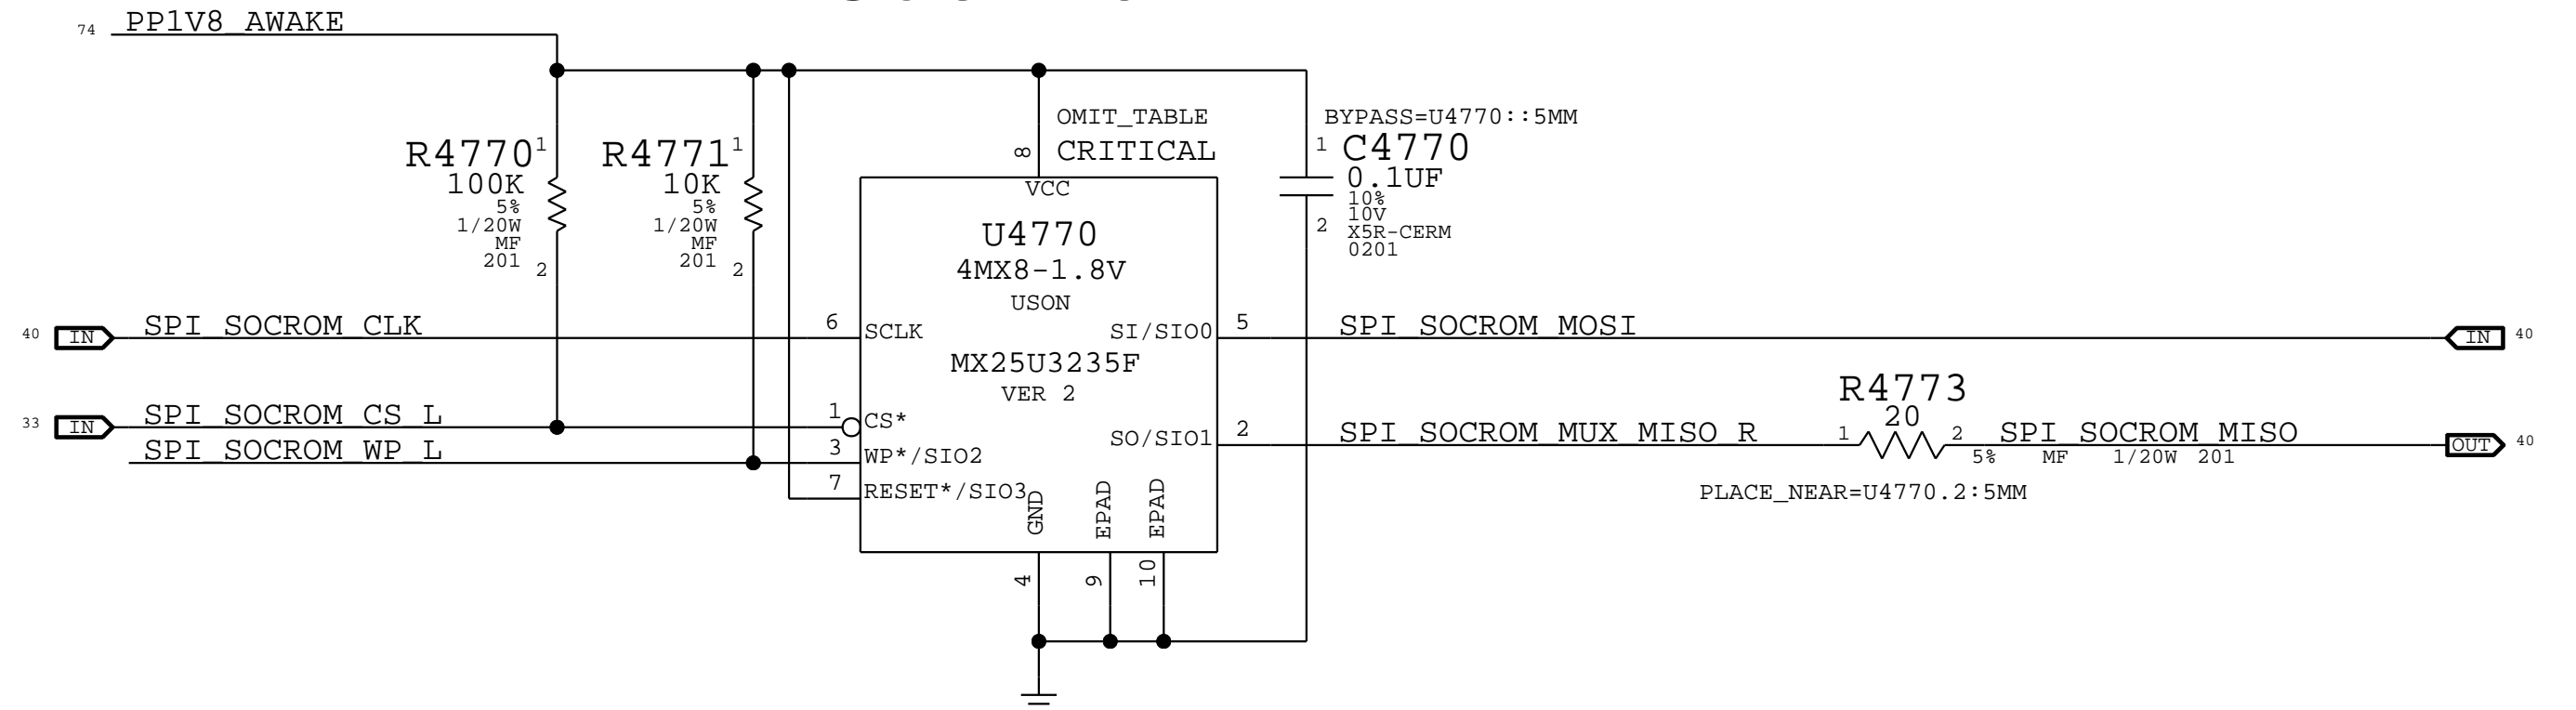 74 PP1V8_AWAKE
OMIT_TABLE
CRITICAL
BYPASS=U4770::5MM
R4770 1
100K
5%
1/20W
MF
201 2
R4771 1
10K
5%
1/20W
MF
201 2
8
VCC
1 C4770
0.1UF
10%
10V
2 X5R-CERM
0201
U4770
4MX8-1.8V
USON
MX25U3235F
VER 2
40 IN SPI_SOCROM_CLK 6 SCLK
SI/SIO0 5 SPI_SOCROM_MOSI IN 40
33 IN SPI_SOCROM_CS_L 1 CS*
SPI_SOCROM_WP_L 3 WP*/SIO2
7 RESET*/SIO3
R4773
20
SO/SIO1 2 SPI_SOCROM_MUX_MISO_R 1 2 SPI_SOCROM_MISO OUT 40
5% MF 1/20W 201
PLACE_NEAR=U4770.2:5MM
GND EPAD EPAD
4 9 10